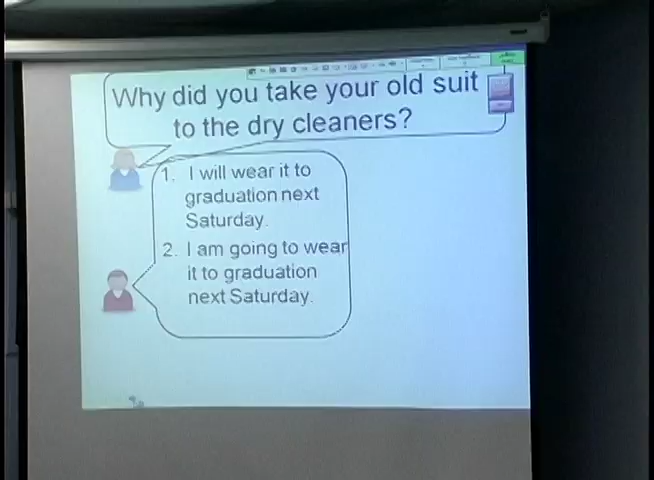 Why did you take your old suit
to the dry cleaners?
1. I will wear it to
graduation next
Saturday.
2. I am going to wear
it to graduation
next Saturday.